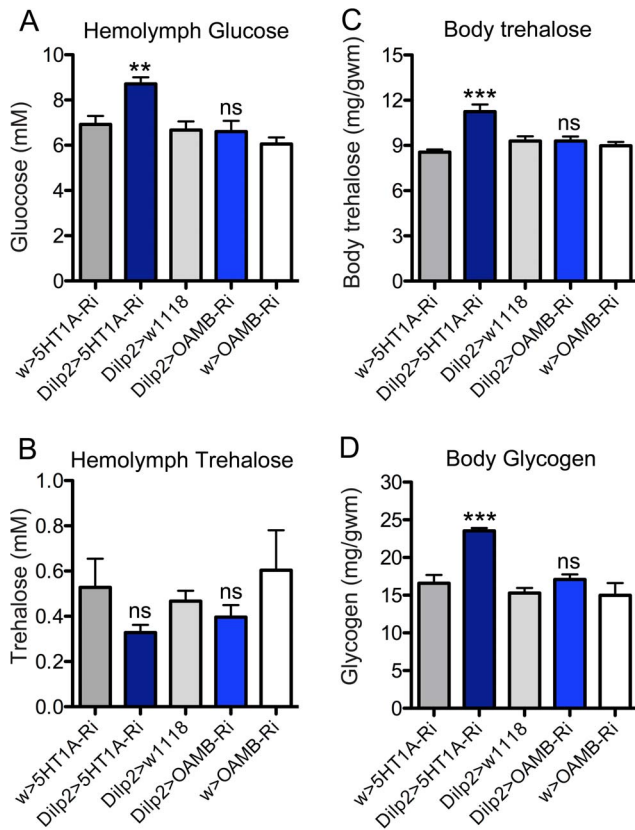 A
Hemolymph Glucose
Gluocose (mM)
10
8
6
4
2
0
**
ns
w>5HT1A-Ri
Dilp2>5HT1A-Ri
Dilp2>w1118
Dilp2>OAMB-Ri
w>OAMB-Ri
C
Body trehalose
Body trehalose (mg/gwm)
15
12
9
6
3
0
***
ns
w>5HT1A-Ri
Dilp2>5HT1A-Ri
Dilp2>w1118
Dilp2>OAMB-Ri
w>OAMB-Ri
B
Hemolymph Trehalose
Trehalose (mM)
1.0
0.8
0.6
0.4
0.2
0.0
ns
ns
w>5HT1A-Ri
Dilp2>5HT1A-Ri
Dilp2>w1118
Dilp2>OAMB-Ri
w>OAMB-Ri
D
Body Glycogen
Glycogen (mg/gwm)
30
25
20
15
10
5
0
***
ns
w>5HT1A-Ri
Dilp2>5HT1A-Ri
Dilp2>w1118
Dilp2>OAMB-Ri
w>OAMB-Ri